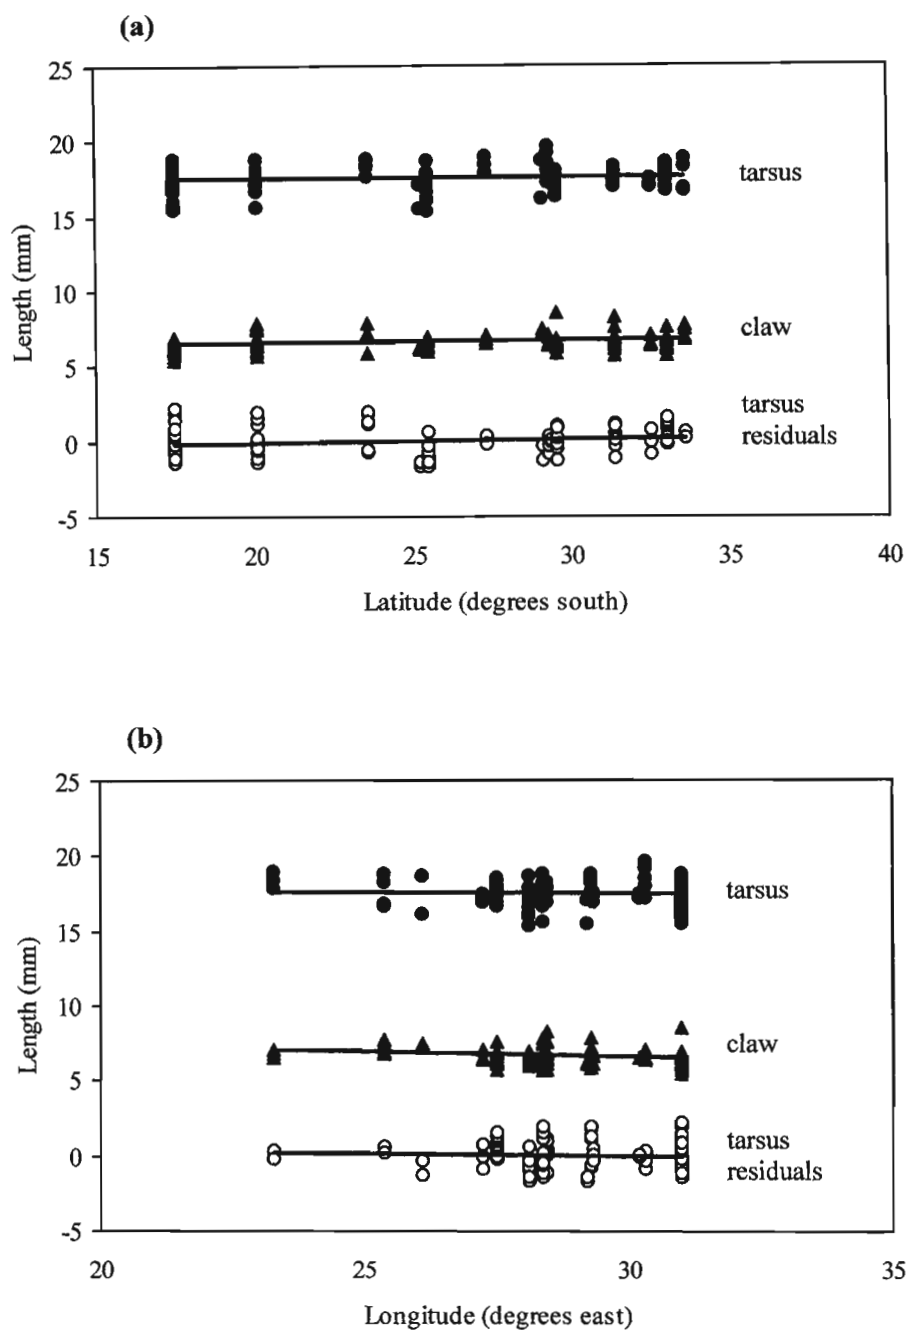 (a)
25
20
15
10
5
0
-5
Length (mm)
tarsus
claw
tarsus
residuals
15 20 25 30 35 40
Latitude (degrees south)
(b)
25
20
15
10
5
0
-5
Length (mm)
tarsus
claw
tarsus
residuals
20 25 30 35
Longitude (degrees east)